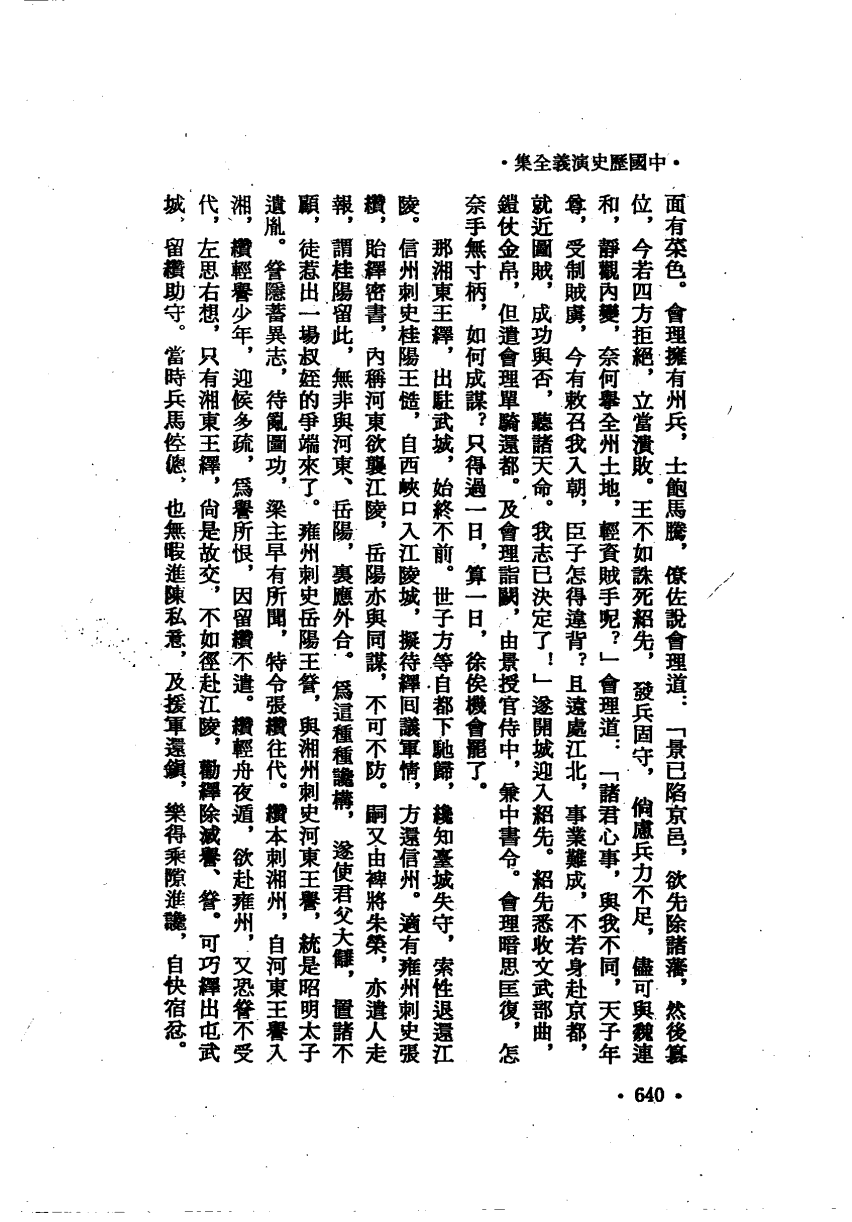 ·中國歷史演義全集·
面有菜色。會理擁有州兵，士飽馬騰，僚佐說會理道：「景已陷京邑，欲先除諸藩，然後篡
位，今若四方拒絕，立當潰敗。王不如誅死紹先，發兵固守，倘慮兵力不足，儘可與魏連
和，靜觀內變，奈何舉全州土地，輕資賊手呢？」會理道：「諸君心事，與我不同，天子年
尊，受制賊虜，今有敕召我入朝，臣子怎得違背？且遠處江北，事業難成，不若身赴京都，
就近圖賊，成功與否，聽諸天命。我志已決定了！」遂開城迎入紹先。紹先悉收文武部曲，
鎧仗金帛，但遣會理單騎還都。及會理詣闕，由景授官侍中，兼中書令。會理暗思匡復，怎
奈手無寸柄，如何成謀？只得過一日，算一日，徐俟機會罷了。
那湘東王繹，出駐武城，始終不前。世子方等自都下馳歸，纔知臺城失守，索性退還江
陵。信州刺史桂陽王慥，自西峽口入江陵城，擬待繹回議軍情，方還信州。適有雍州刺史張
纘，貽繹密書，內稱河東欲襲江陵，岳陽亦與同謀，不可不防。嗣又由裨將朱榮，亦遣人走
報，謂桂陽留此，無非與河東、岳陽，裏應外合。爲這種種讒構，遂使君父大讎，置諸不
顧，徒惹出一場叔姪的爭端來了。雍州刺史岳陽王詧，與湘州刺史河東王譽，統是昭明太子
遺胤。詧隱蓄異志，待亂圖功，梁主早有所聞，特令張纘往代。纘本刺湘州，自河東王譽入
湘，纘輕譽少年，迎候多疏，爲譽所恨，因留纘不遣。纘輕舟夜遁，欲赴雍州，又恐詧不受
代，左思右想，只有湘東王繹，尙是故交，不如徑赴江陵，勸繹除滅譽、詧。可巧繹出屯武
城，留纘助守。當時兵馬倥傯，也無暇進陳私意，及援軍還鎭，樂得乘隙進讒，自快宿忿。
·640·